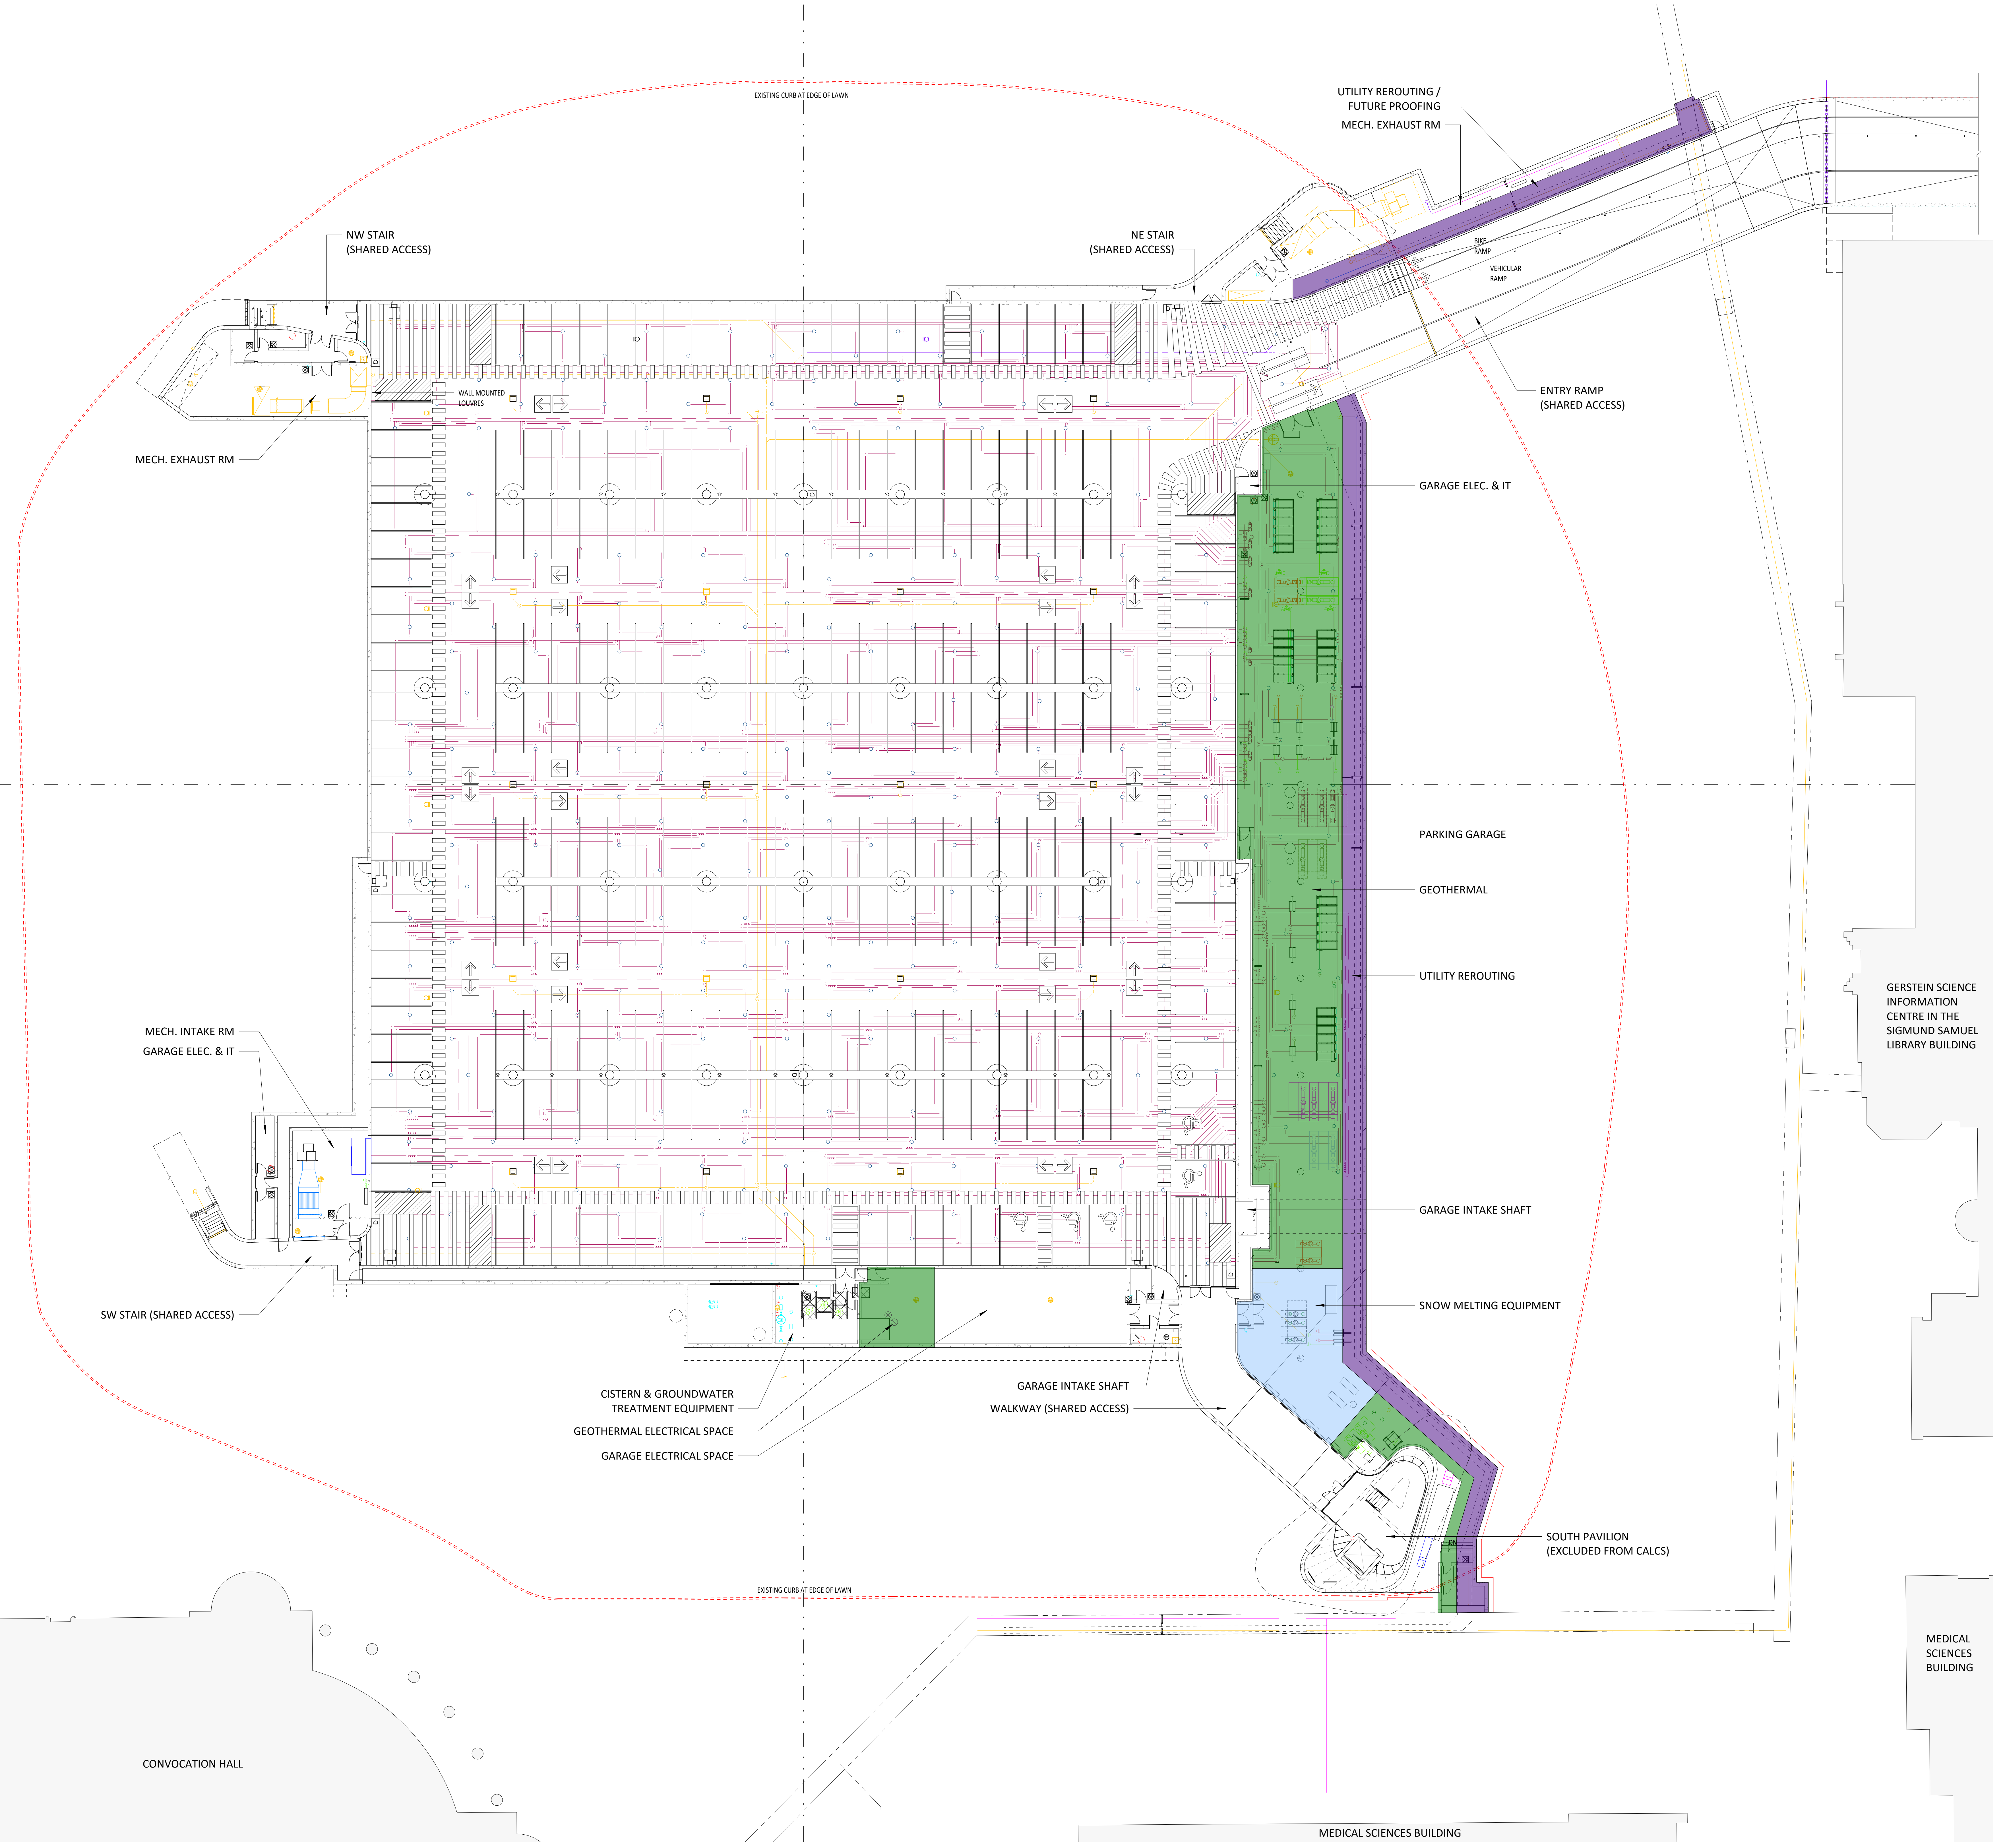 EXISTING CURB AT EDGE OF LAWN
UTILITY REROUTING /
FUTURE PROOFING
MECH. EXHAUST RM
NW STAIR
(SHARED ACCESS)
NE STAIR
(SHARED ACCESS)
BIKE
RAMP
VEHICULAR
RAMP
ENTRY RAMP
(SHARED ACCESS)
WALL MOUNTED
LOUVRES
MECH. EXHAUST RM
GARAGE ELEC. & IT
PARKING GARAGE
GEOTHERMAL
UTILITY REROUTING
GERSTEIN SCIENCE
INFORMATION
CENTRE IN THE
SIGMUND SAMUEL
LIBRARY BUILDING
MECH. INTAKE RM
GARAGE ELEC. & IT
GARAGE INTAKE SHAFT
SNOW MELTING EQUIPMENT
SW STAIR (SHARED ACCESS)
CISTERN & GROUNDWATER
TREATMENT EQUIPMENT
GEOTHERMAL ELECTRICAL SPACE
GARAGE ELECTRICAL SPACE
GARAGE INTAKE SHAFT
WALKWAY (SHARED ACCESS)
SOUTH PAVILION
(EXCLUDED FROM CALCS)
DN
EXISTING CURB AT EDGE OF LAWN
MEDICAL
SCIENCES
BUILDING
CONVOCATION HALL
MEDICAL SCIENCES BUILDING